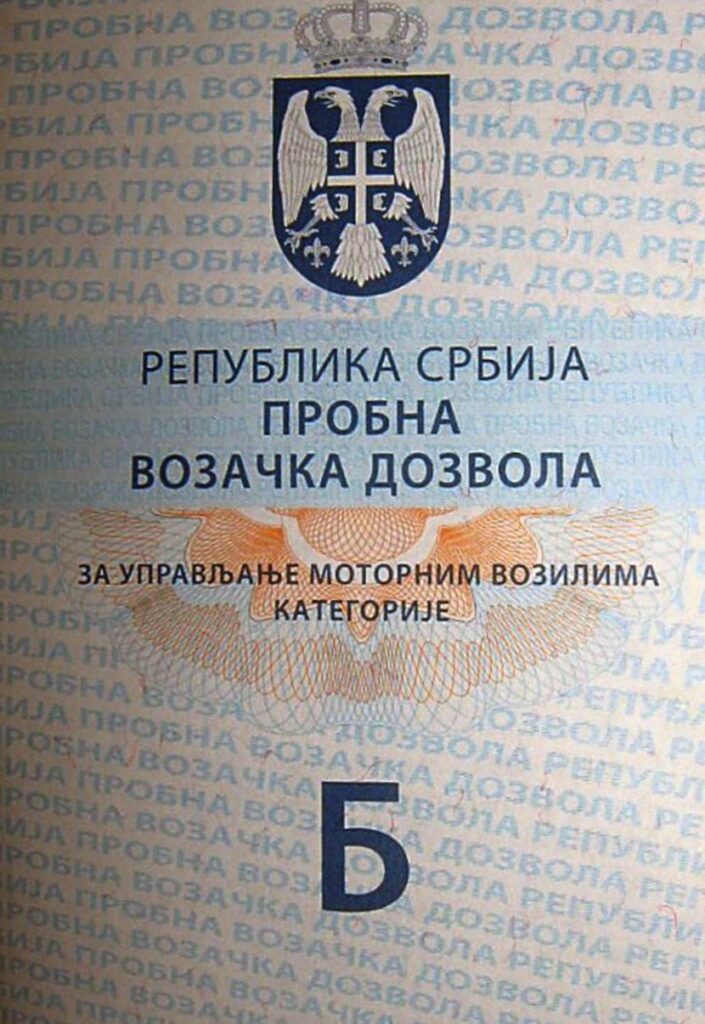 РЕПУБЛИКА СРБИЈА
ПРОБНА
ВОЗАЧКА ДОЗВОЛА
ЗА УПРАВЉАЊЕ МОТОРНИМ ВОЗИЛИМА
КАТЕГОРИЈЕ
Б